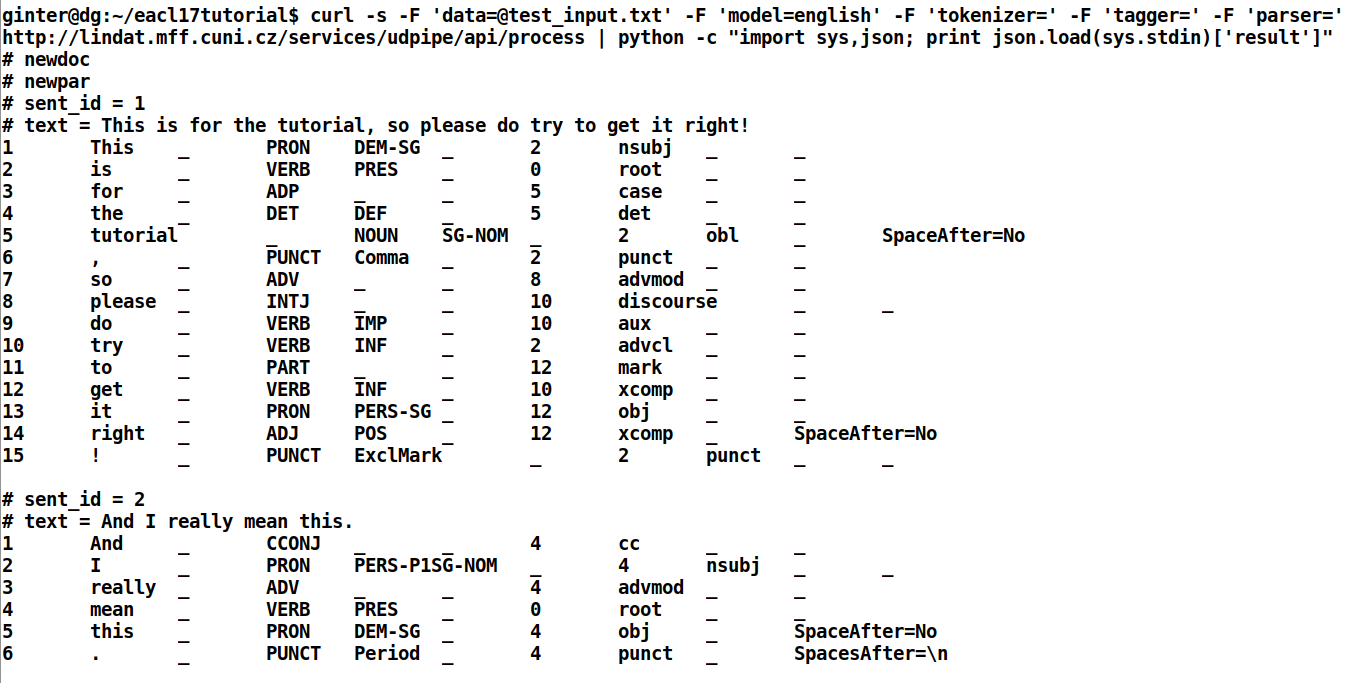 ginter@dg:~/eacl17tutorial$ curl -s -F 'data=@test_input.txt' -F 'model=english' -F 'tokenizer=' -F 'tagger=' -F 'parser='
http://lindat.mff.cuni.cz/services/udpipe/api/process | python -c "import sys,json; print json.load(sys.stdin)['result']"
# newdoc
# newpar
# sent_id = 1
# text = This is for the tutorial, so please do try to get it right!
1	This	_	PRON	DEM-SG	_	2	nsubj	_	_
2	is	_	VERB	PRES	_	0	root	_	_
3	for	_	ADP	_	_	5	case	_	_
4	the	_	DET	DEF	_	5	det	_	_
5	tutorial	_	NOUN	SG-NOM	_	2	obl	_	SpaceAfter=No
6	,	_	PUNCT	Comma	_	2	punct	_	_
7	so	_	ADV	_	_	8	advmod	_	_
8	please	_	INTJ	_	_	10	discourse	_	_
9	do	_	VERB	IMP	_	10	aux	_	_
10	try	_	VERB	INF	_	2	advcl	_	_
11	to	_	PART	_	_	12	mark	_	_
12	get	_	VERB	INF	_	10	xcomp	_	_
13	it	_	PRON	PERS-SG	_	12	obj	_	_
14	right	_	ADJ	POS	_	12	xcomp	_	SpaceAfter=No
15	!	_	PUNCT	ExclMark	_	2	punct	_	_
# sent_id = 2
# text = And I really mean this.
1	And	_	CCONJ	_	_	4	cc	_	_
2	I	_	PRON	PERS-P1SG-NOM	_	4	nsubj	_	_
3	really	_	ADV	_	_	4	advmod	_	_
4	mean	_	VERB	PRES	_	0	root	_	_
5	this	_	PRON	DEM-SG	_	4	obj	_	SpaceAfter=No
6	.	_	PUNCT	Period	_	4	punct	_	SpacesAfter=\n